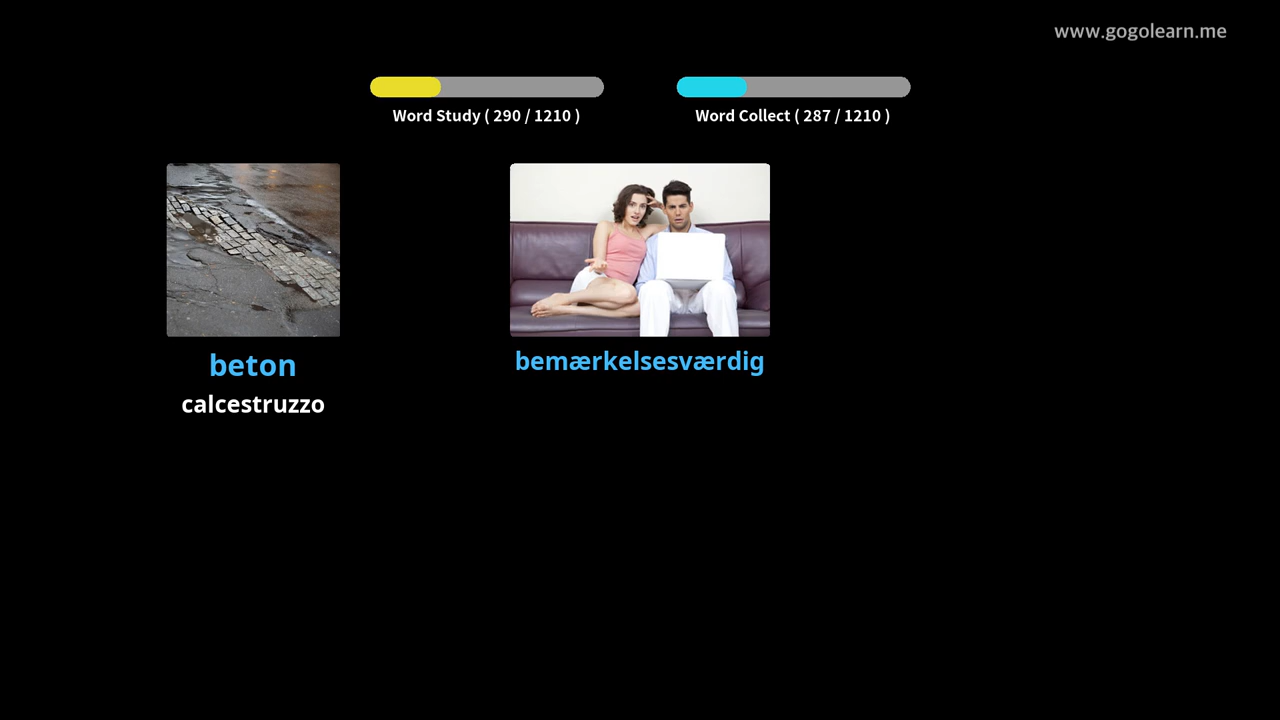 www.gogolearn.me
Word Study ( 290 / 1210 )
Word Collect ( 287 / 1210 )
beton
calcestruzzo
bemærkelsesværdig